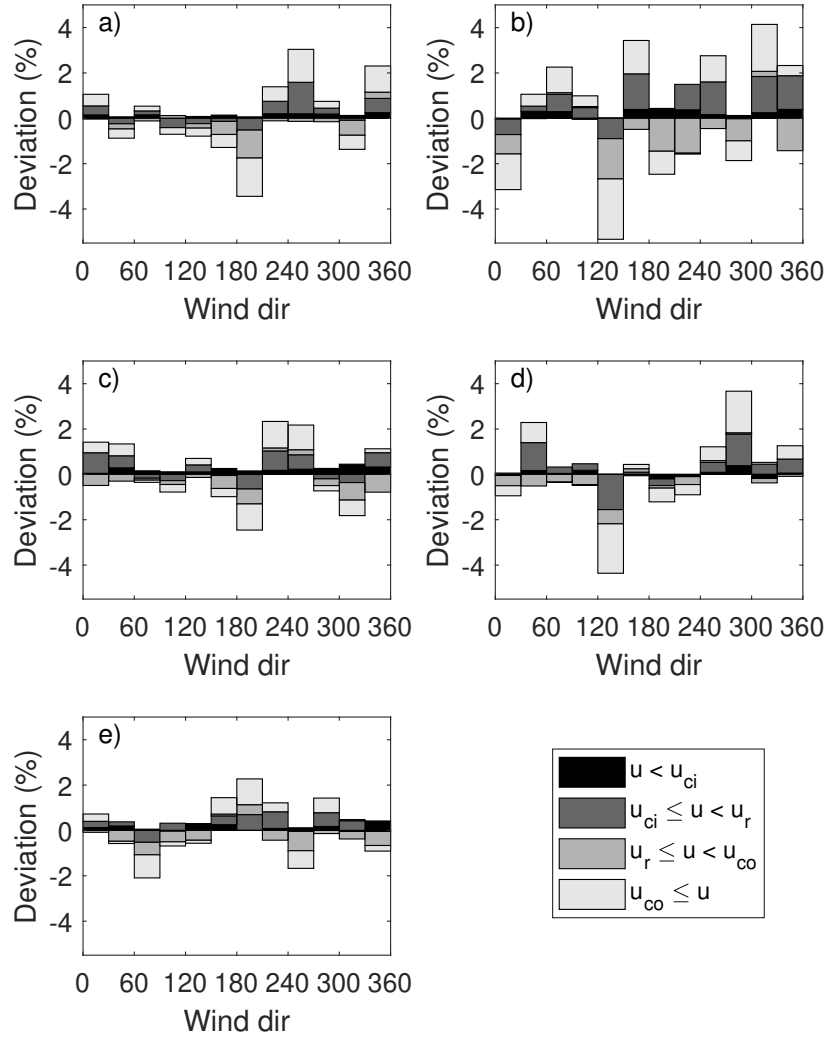 a)
Deviation (%)
4
2
0
-2
-4
0 60 120 180 240 300 360
Wind dir
b)
Deviation (%)
4
2
0
-2
-4
0 60 120 180 240 300 360
Wind dir
c)
Deviation (%)
4
2
0
-2
-4
0 60 120 180 240 300 360
Wind dir
d)
Deviation (%)
4
2
0
-2
-4
0 60 120 180 240 300 360
Wind dir
e)
Deviation (%)
4
2
0
-2
-4
0 60 120 180 240 300 360
Wind dir
u < u_ci
u_ci ≤ u < u_r
u_r ≤ u < u_co
u_co ≤ u